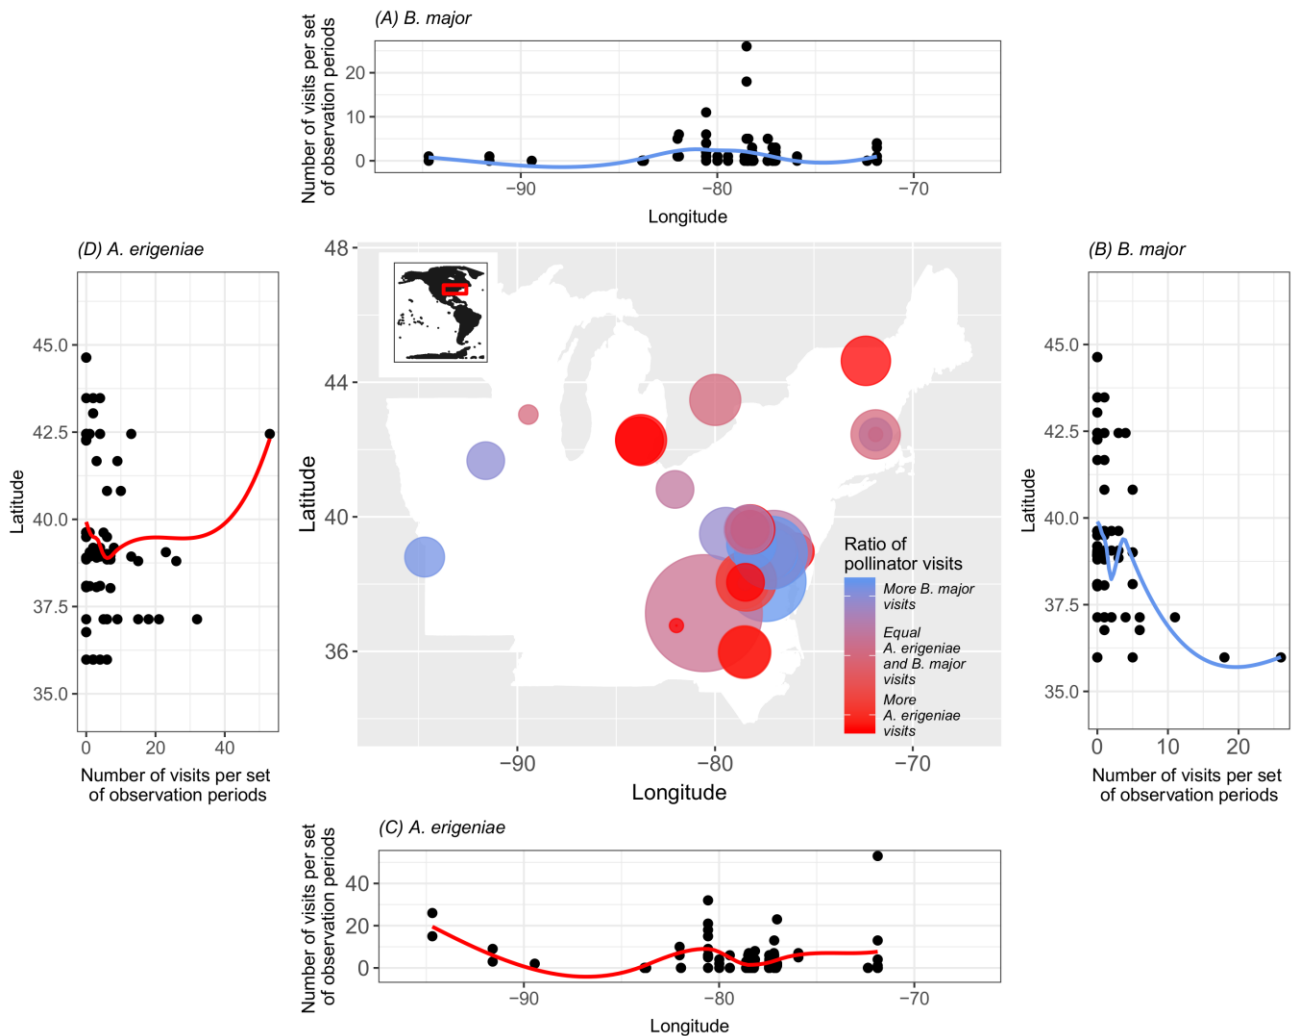 (A) B. major
Number of visits per set
of observation periods
20
10
0
−90
−80
−70
Longitude
(D) A. erigeniae
45.0
42.5
40.0
37.5
35.0
Latitude
0
20
40
Number of visits per set
of observation periods
48
44
40
36
Latitude
−90
−80
−70
Longitude
Ratio of
pollinator visits
More B. major
visits
Equal
A. erigeniae
and B. major
visits
More
A. erigeniae
visits
(B) B. major
45.0
42.5
40.0
37.5
35.0
Latitude
0
10
20
Number of visits per set
of observation periods
(C) A. erigeniae
Number of visits per set
of observation periods
40
20
0
−90
−80
−70
Longitude